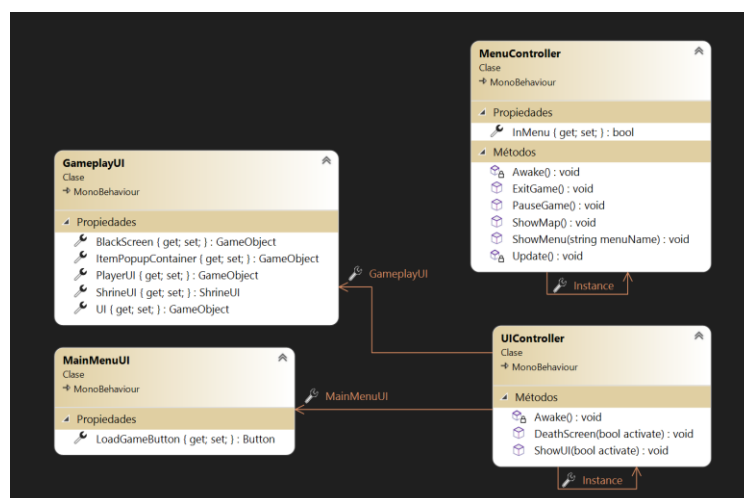 MenuController
Clase
MonoBehaviour
Propiedades
InMenu { get; set; } : bool
Métodos
Awake() : void
ExitGame() : void
PauseGame() : void
ShowMap() : void
ShowMenu(string menuName) : void
Update() : void
Instance
GameplayUI
Clase
MonoBehaviour
Propiedades
BlackScreen { get; set; } : GameObject
ItemPopupContainer { get; set; } : GameObject
PlayerUI { get; set; } : GameObject
ShrineUI { get; set; } : ShrineUI
UI { get; set; } : GameObject
GameplayUI
MainMenuUI
Clase
MonoBehaviour
Propiedades
LoadGameButton { get; set; } : Button
MainMenuUI
UIController
Clase
MonoBehaviour
Métodos
Awake() : void
DeathScreen(bool activate) : void
ShowUI(bool activate) : void
Instance